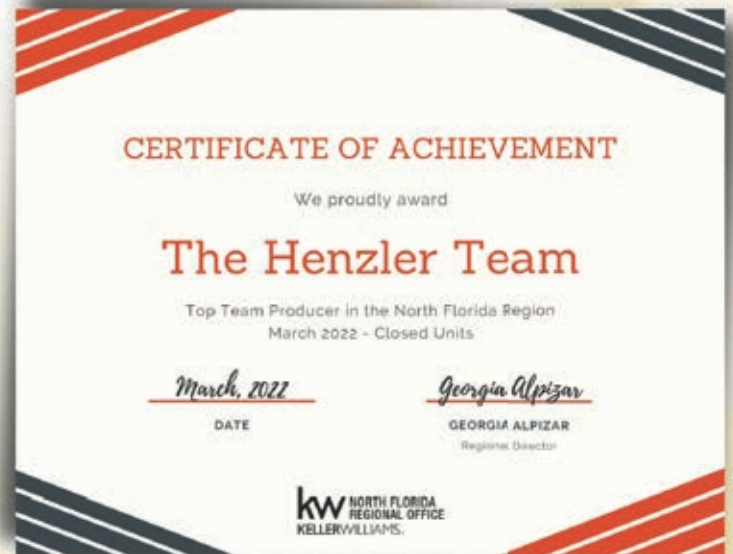 CERTIFICATE OF ACHIEVEMENT
We proudly award
The Henzler Team
Top Team Producer in the North Florida Region
March 2022 - Closed Units
March, 2022
Georgia Alpizar
DATE
GEORGIA ALPIZAR
Regional Director
kw NORTH FLORIDA
REGIONAL OFFICE
KELLERWILLIAMS.